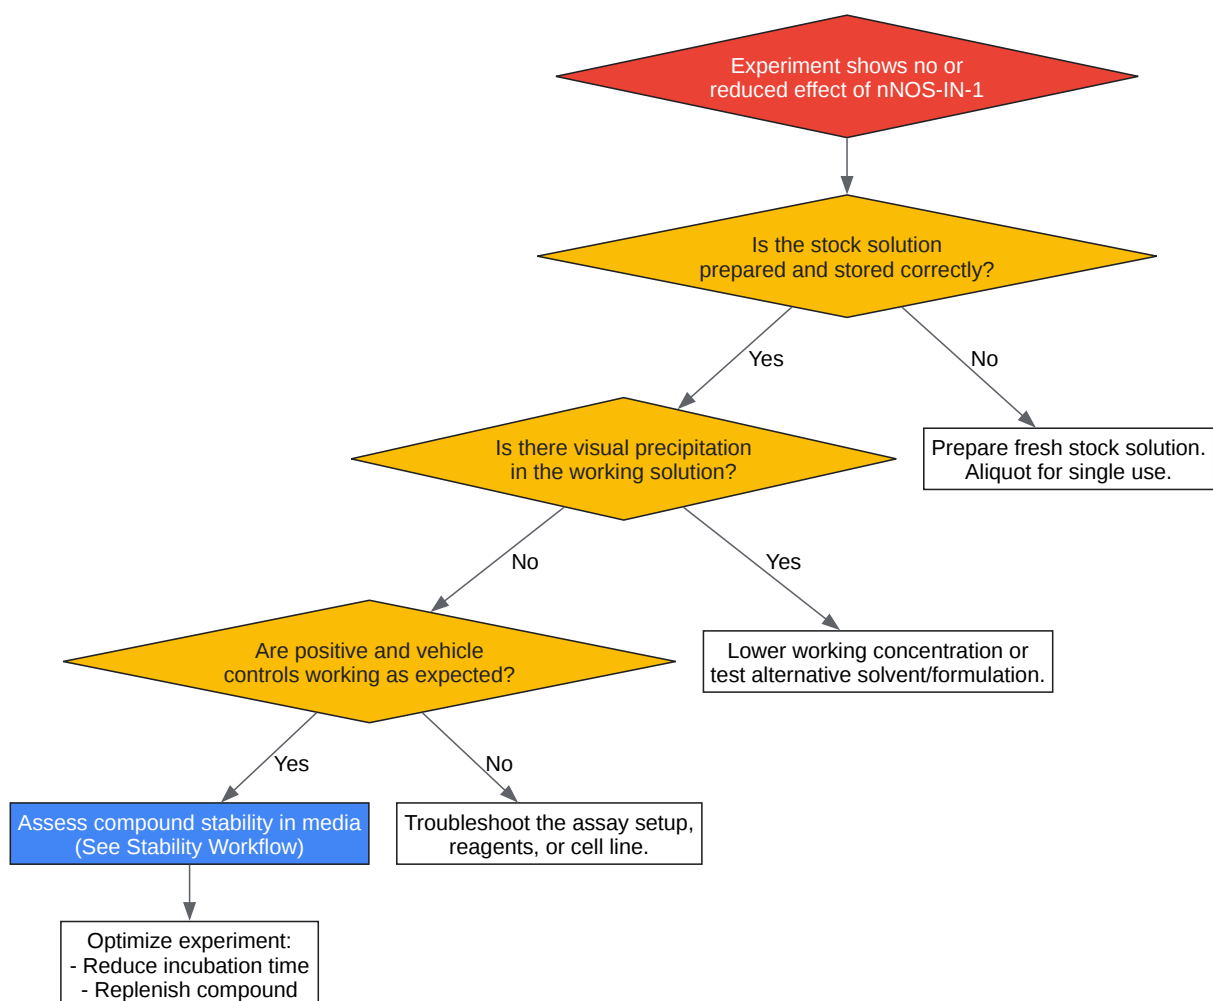 Experiment shows no or
reduced effect of nNOS-IN-1
Is the stock solution
prepared and stored correctly?
Yes
No
Is there visual precipitation
in the working solution?
Prepare fresh stock solution.
Aliquot for single use.
No
Yes
Are positive and vehicle
controls working as expected?
Lower working concentration or
test alternative solvent/formulation.
Yes
No
Assess compound stability in media
(See Stability Workflow)
Troubleshoot the assay setup,
reagents, or cell line.
Optimize experiment:
- Reduce incubation time
- Replenish compound